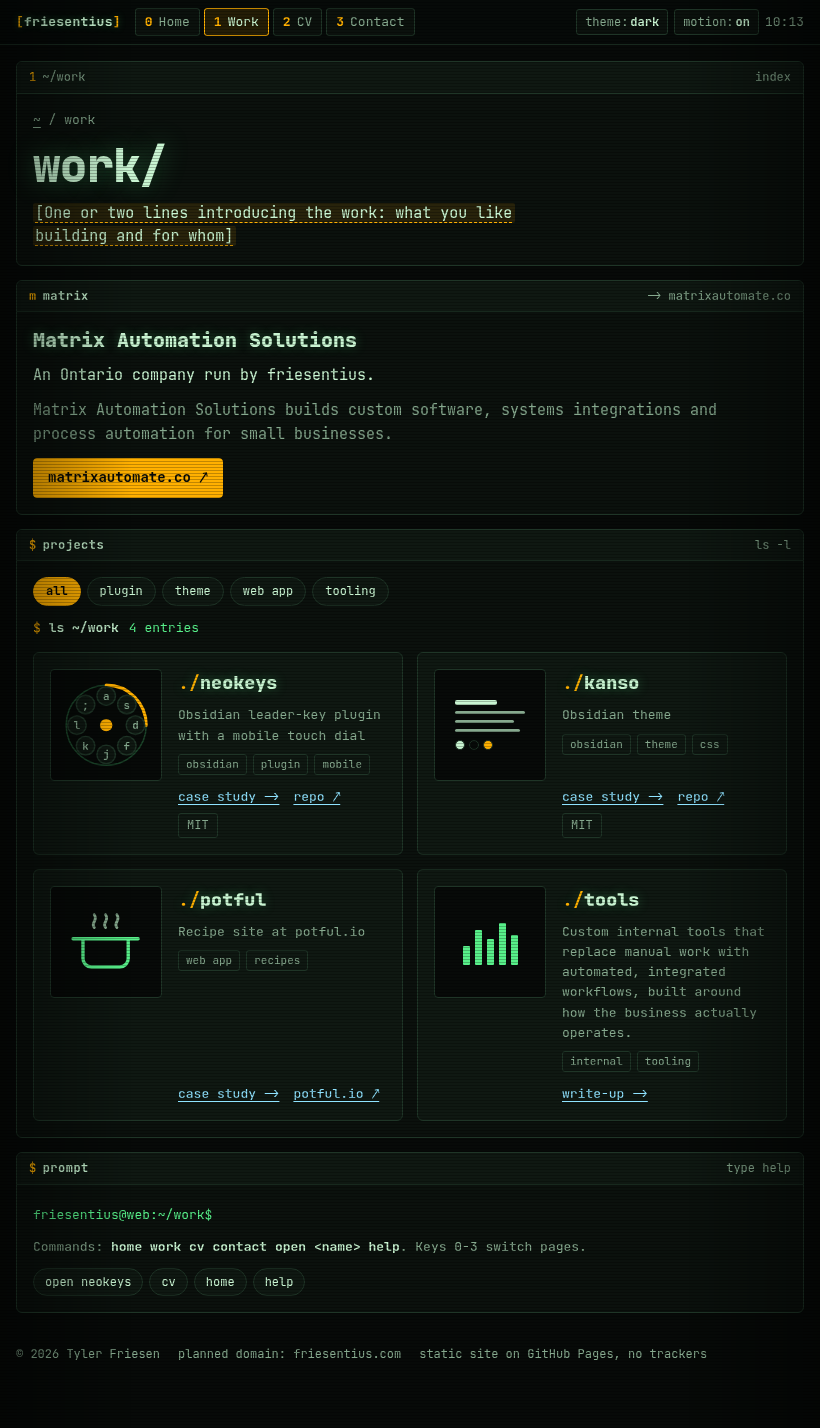 [friesentius] 0 Home 1 Work 2 CV 3 Contact theme:dark motion:on 10:13
1 ~/work index
~ / work
work/
[One or two lines introducing the work: what you like
building and for whom]
m matrix → matrixautomate.co
Matrix Automation Solutions
An Ontario company run by friesentius.
Matrix Automation Solutions builds custom software, systems integrations and
process automation for small businesses.
matrixautomate.co ↗
$ projects ls -l
all plugin theme web app tooling
$ ls ~/work 4 entries
a s d f j k l ;
./neokeys
Obsidian leader-key plugin
with a mobile touch dial
obsidian plugin mobile
case study → repo ↗
MIT
./kanso
Obsidian theme
obsidian theme css
case study → repo ↗
MIT
./potful
Recipe site at potful.io
web app recipes
case study → potful.io ↗
./tools
Custom internal tools that
replace manual work with
automated, integrated
workflows, built around
how the business actually
operates.
internal tooling
write-up →
$ prompt type help
friesentius@web:~/work$
Commands: home work cv contact open <name> help. Keys 0-3 switch pages.
open neokeys cv home help
© 2026 Tyler Friesen planned domain: friesentius.com static site on GitHub Pages, no trackers